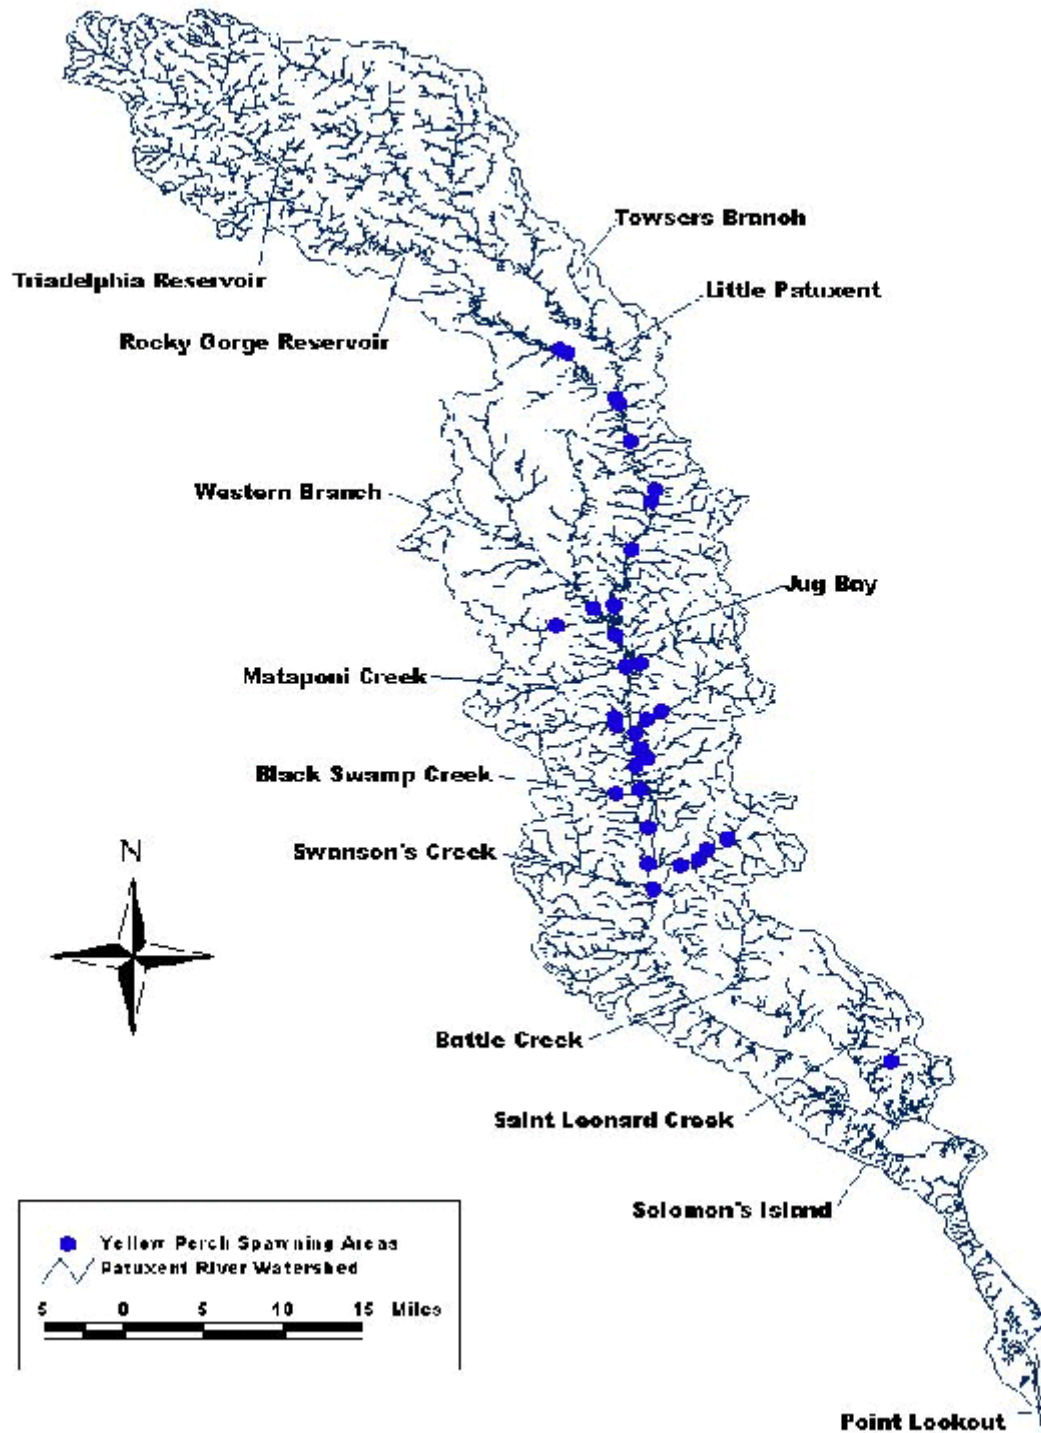 Towsers Branch
Little Patuxent
Triadelphia Reservoir
Rocky Gorge Reservoir
Western Branch
Jug Bay
Mataponi Creek
Black Swamp Creek
Swanson's Creek
N
Battle Creek
Saint Leonard Creek
Solomon's Island
Yellow Perch Spawning Areas
Patuxent River Watershed
5 0 5 10 15 Miles
Point Lookout